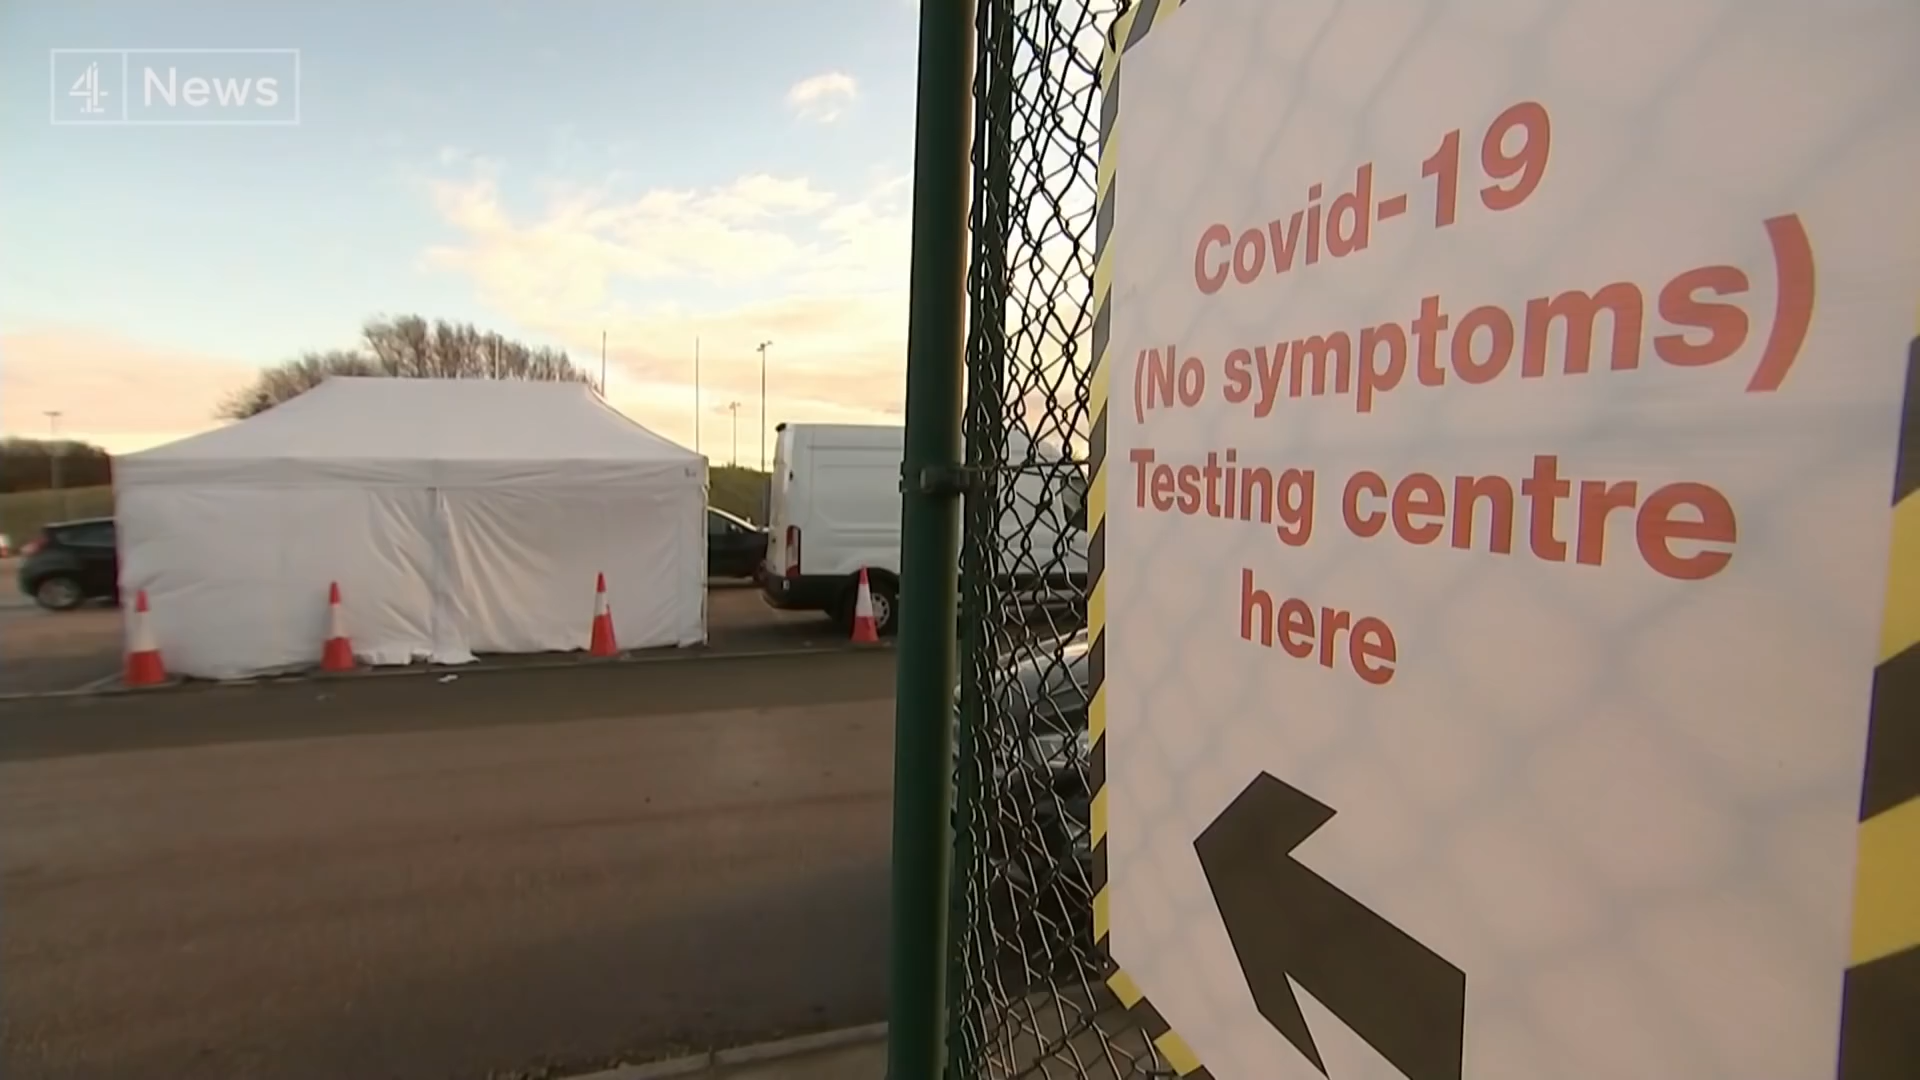 4 News
Covid-19
(No symptoms)
Testing centre
here